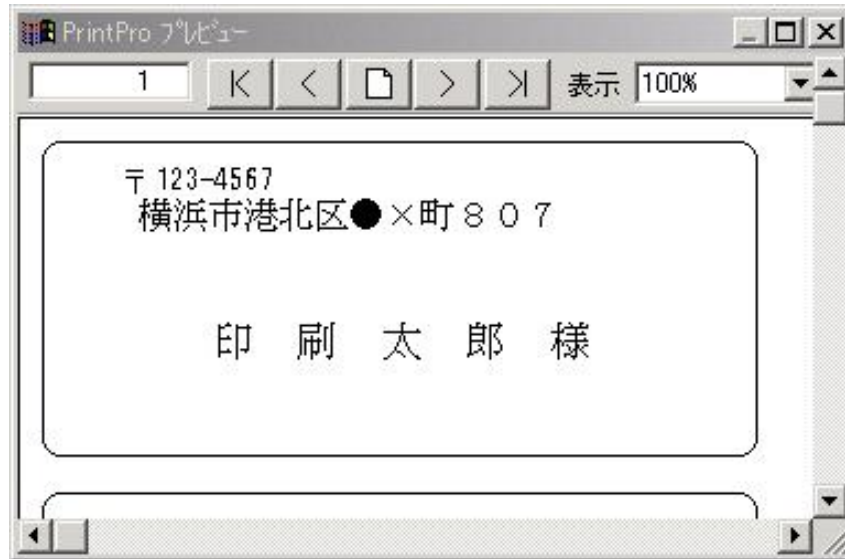 PrintPro プレビュー
1 表示 100%
〒 123-4567
横浜市港北区●×町８０７
印 刷 太 郎 様